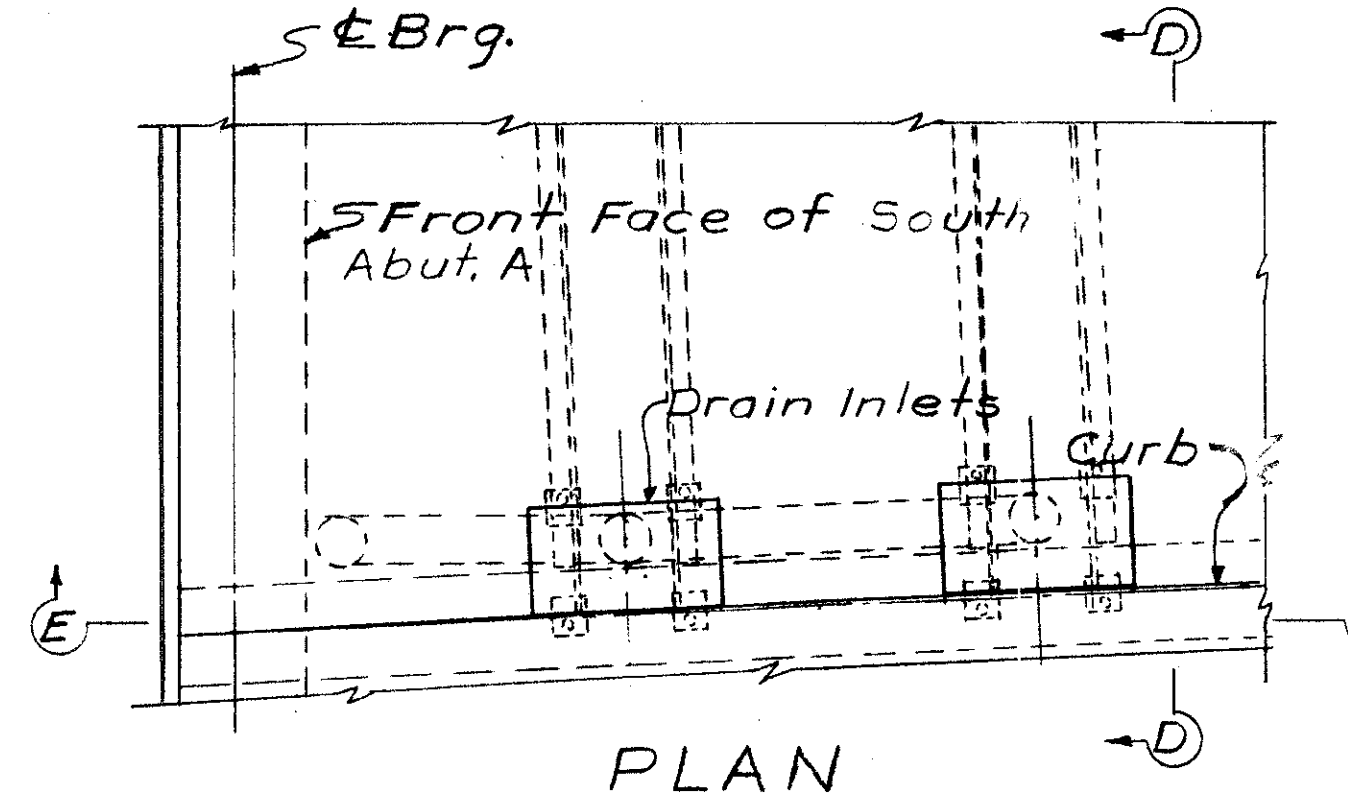 ℄ Brg.
D
Front Face of South
Abut. A
Drain Inlets
Curb
E
D
PLAN